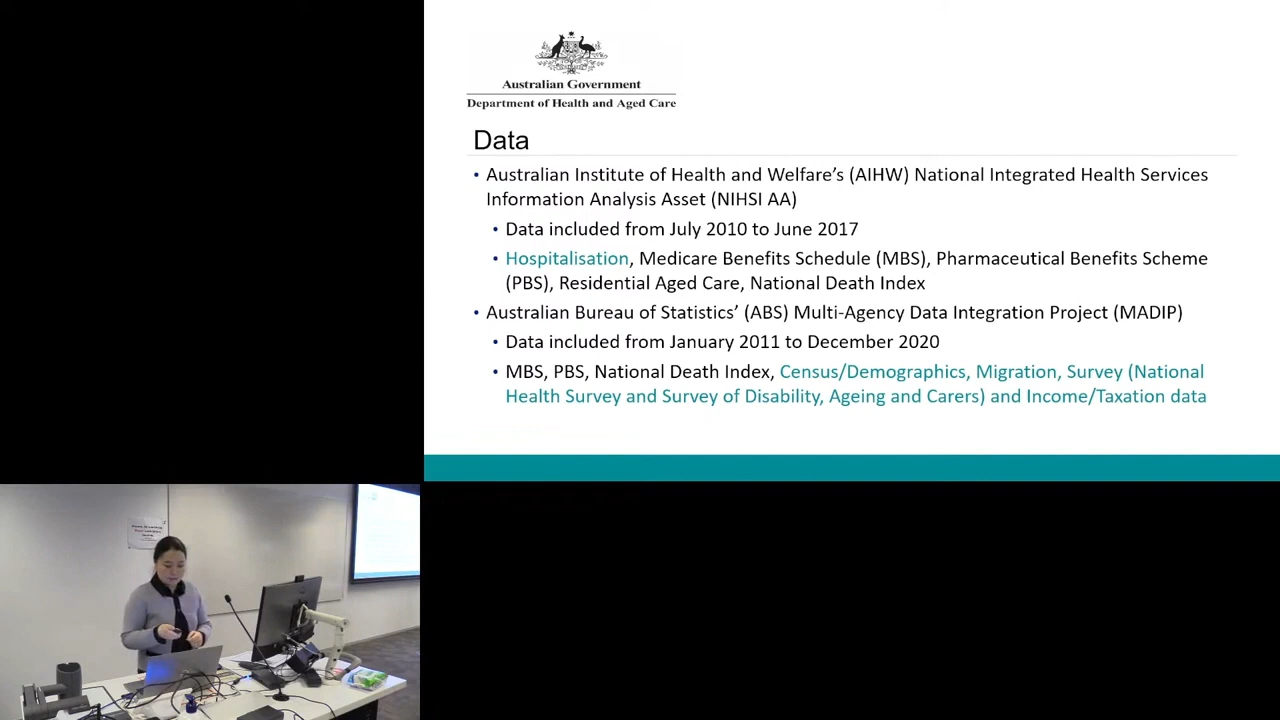 Australian Government
Department of Health and Aged Care
Data
• Australian Institute of Health and Welfare’s (AIHW) National Integrated Health Services
Information Analysis Asset (NIHSI AA)
• Data included from July 2010 to June 2017
• Hospitalisation, Medicare Benefits Schedule (MBS), Pharmaceutical Benefits Scheme
(PBS), Residential Aged Care, National Death Index
• Australian Bureau of Statistics’ (ABS) Multi-Agency Data Integration Project (MADIP)
• Data included from January 2011 to December 2020
• MBS, PBS, National Death Index, Census/Demographics, Migration, Survey (National
Health Survey and Survey of Disability, Ageing and Carers) and Income/Taxation data